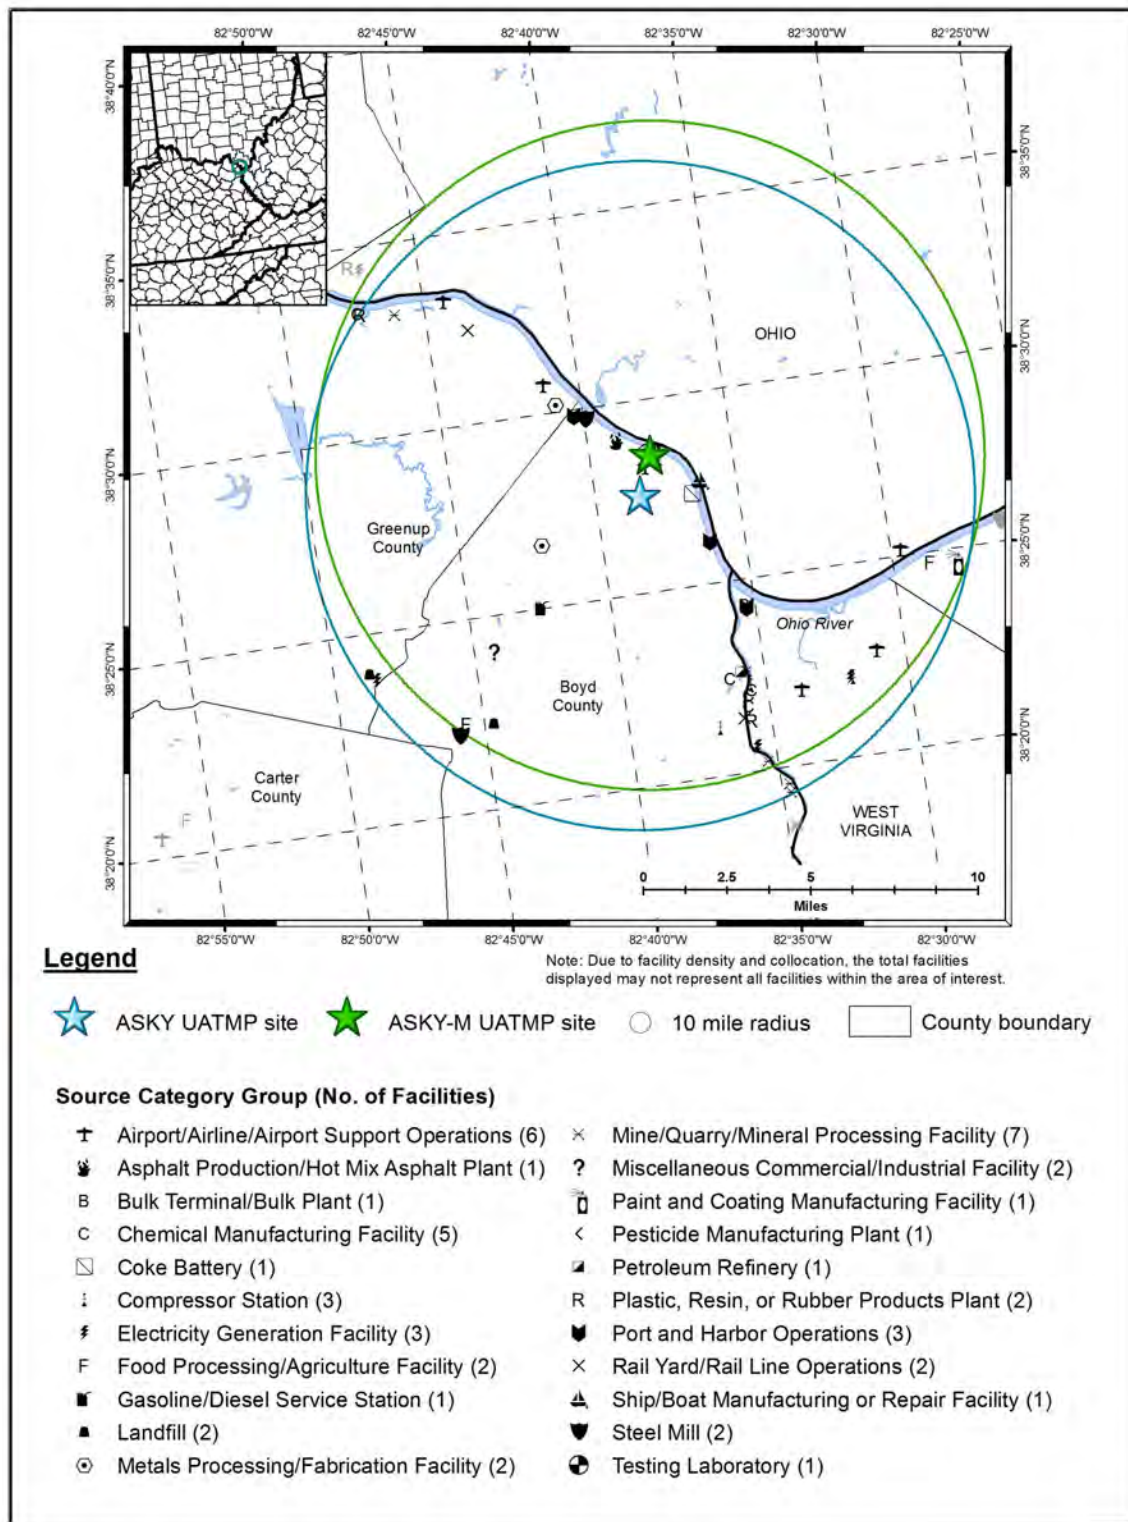 82°50'0"W 82°45'0"W 82°40'0"W 82°35'0"W 82°30'0"W 82°25'0"W
38°40'0"N
38°35'0"N
38°30'0"N
38°25'0"N
38°20'0"N
38°35'0"N
38°30'0"N
38°25'0"N
38°20'0"N
R
OHIO
Greenup
County
F
Ohio River
C
Boyd
County
C
R
F
Carter
County
F
WEST
VIRGINIA
0 2.5 5 10
Miles
82°55'0"W 82°50'0"W 82°45'0"W 82°40'0"W 82°35'0"W 82°30'0"W
Legend
Note: Due to facility density and collocation, the total facilities
displayed may not represent all facilities within the area of interest.
ASKY UATMP site ASKY-M UATMP site 10 mile radius County boundary
Source Category Group (No. of Facilities)
Airport/Airline/Airport Support Operations (6)
Asphalt Production/Hot Mix Asphalt Plant (1)
B Bulk Terminal/Bulk Plant (1)
C Chemical Manufacturing Facility (5)
Coke Battery (1)
Compressor Station (3)
Electricity Generation Facility (3)
F Food Processing/Agriculture Facility (2)
Gasoline/Diesel Service Station (1)
Landfill (2)
Metals Processing/Fabrication Facility (2)
Mine/Quarry/Mineral Processing Facility (7)
? Miscellaneous Commercial/Industrial Facility (2)
Paint and Coating Manufacturing Facility (1)
< Pesticide Manufacturing Plant (1)
Petroleum Refinery (1)
R Plastic, Resin, or Rubber Products Plant (2)
Port and Harbor Operations (3)
Rail Yard/Rail Line Operations (2)
Ship/Boat Manufacturing or Repair Facility (1)
Steel Mill (2)
Testing Laboratory (1)